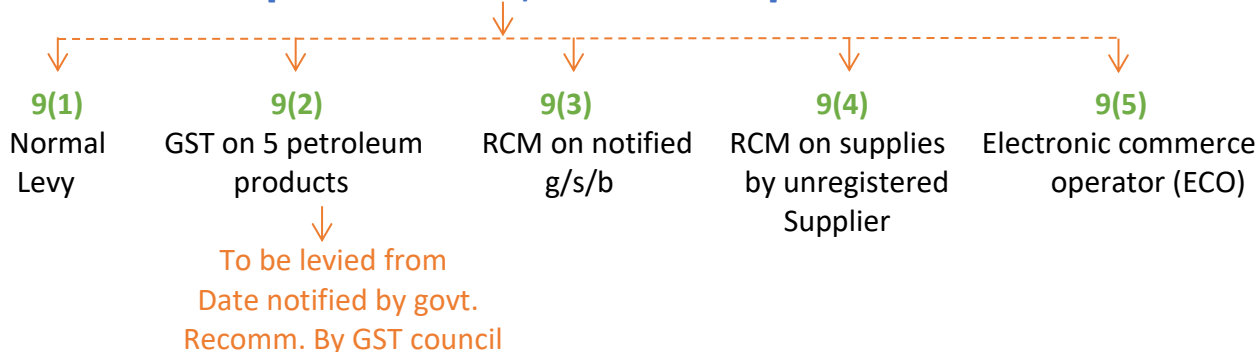 9(1) 9(2) 9(3) 9(4) 9(5)
Normal GST on 5 petroleum RCM on notified RCM on supplies Electronic commerce
Levy products g/s/b by unregistered operator (ECO)
Supplier
To be levied from
Date notified by govt.
Recomm. By GST council